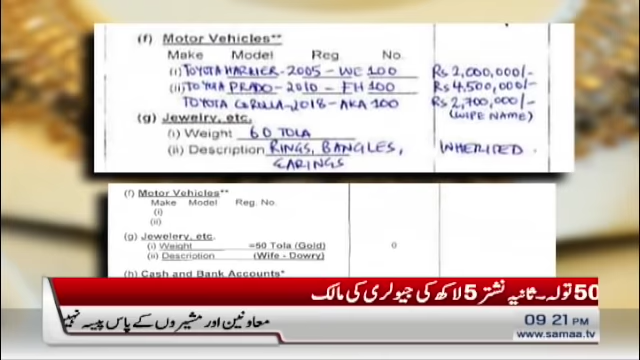 (f) Motor Vehicles**
Make Model Reg. No.
(i) TOYOTA HARRIER-2005 - WE 100 Rs 2,000,000/-
(ii) TOYOTA PRADO-2010 - EH 100 Rs 4,500,000/-
TOYOTA COROLLA-2018-AKA 100 Rs 2,700,000/-
(WIFE NAME)
(g) Jewelry, etc.
(i) Weight 60 TOLA
(ii) Description RINGS, BANGLES, INHERITED.
EARINGS
(f) Motor Vehicles**
Make Model Reg. No.
(i)
(ii)
(g) Jewelery, etc.
(i) Weight =50 Tola (Gold) 0
(ii) Description (Wife - Dowry)
(h) Cash and Bank Accounts*
50 تولہ۔ثانیہ نشتر 5 لاکھ کی جیولری کی مالک
معاونین اور مشیروں کے پاس پیسہ نہیں
09 21 PM
www.samaa.tv